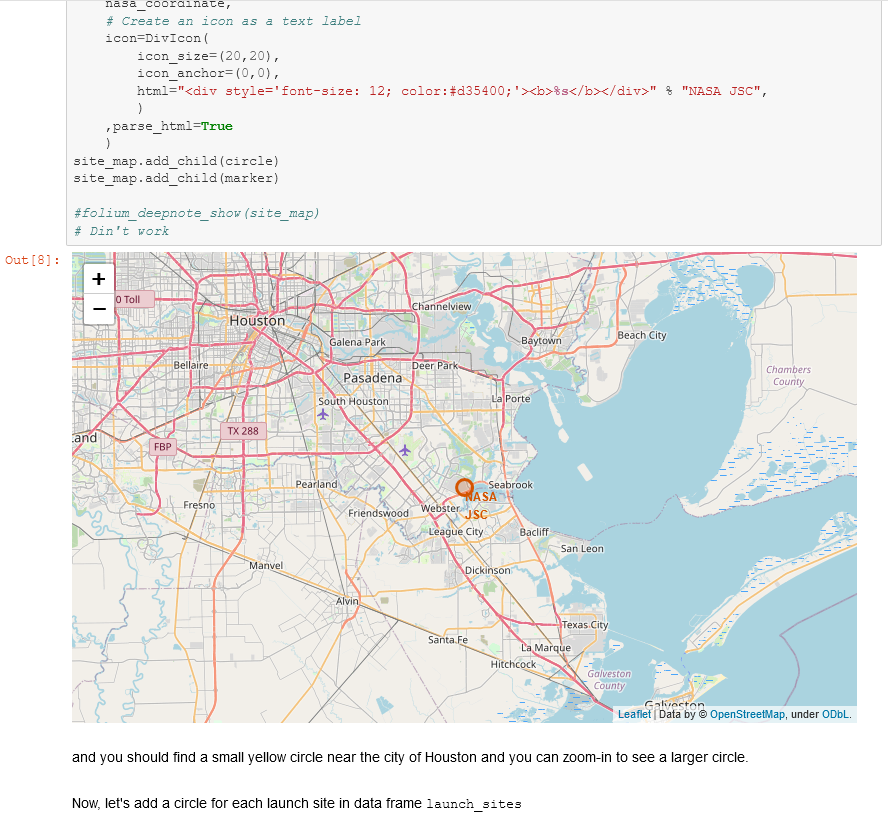 nasa_coordinate,
# Create an icon as a text label
icon=DivIcon(
icon_size=(20,20),
icon_anchor=(0,0),
html="<div style='font-size: 12; color:#d35400;'><b>%s</b></div>" % "NASA JSC",
)
,parse_html=True
)
site_map.add_child(circle)
site_map.add_child(marker)
#folium_deepnote_show(site_map)
# Din't work
Out[8]:
+
−
0 Toll
Houston
Channelview
Galena Park
Baytown
Beach City
Bellaire
Deer Park
Pasadena
Chambers
County
South Houston
La Porte
TX 288
and
FBP
Pearland
Seabrook
NASA
JSC
Fresno
Friendswood
Webster
League City
Bacliff
San Leon
Manvel
Dickinson
Alvin
Texas City
Santa Fe
La Marque
Hitchcock
Galveston
County
Galveston
Leaflet | Data by © OpenStreetMap, under ODbL.
and you should find a small yellow circle near the city of Houston and you can zoom-in to see a larger circle.
Now, let's add a circle for each launch site in data frame launch_sites